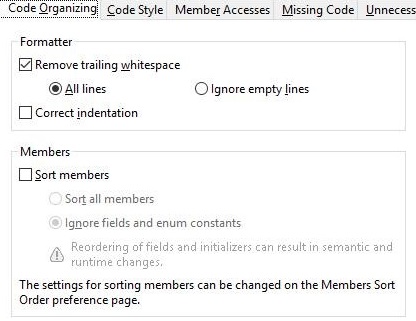 Code Organizing Code Style Member Accesses Missing Code Unnecess
Formatter
Remove trailing whitespace
All lines Ignore empty lines
Correct indentation
Members
Sort members
Sort all members
Ignore fields and enum constants
Reordering of fields and initializers can result in semantic and
runtime changes.
The settings for sorting members can be changed on the Members Sort
Order preference page.